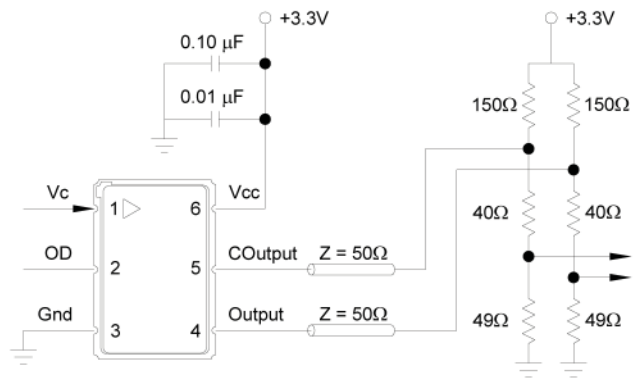 +3.3V
+3.3V
0.10 μF
0.01 μF
150Ω
150Ω
Vc
Vcc
1
6
40Ω
40Ω
OD
2
5
COutput
Z = 50Ω
Gnd
3
4
Output
Z = 50Ω
49Ω
49Ω